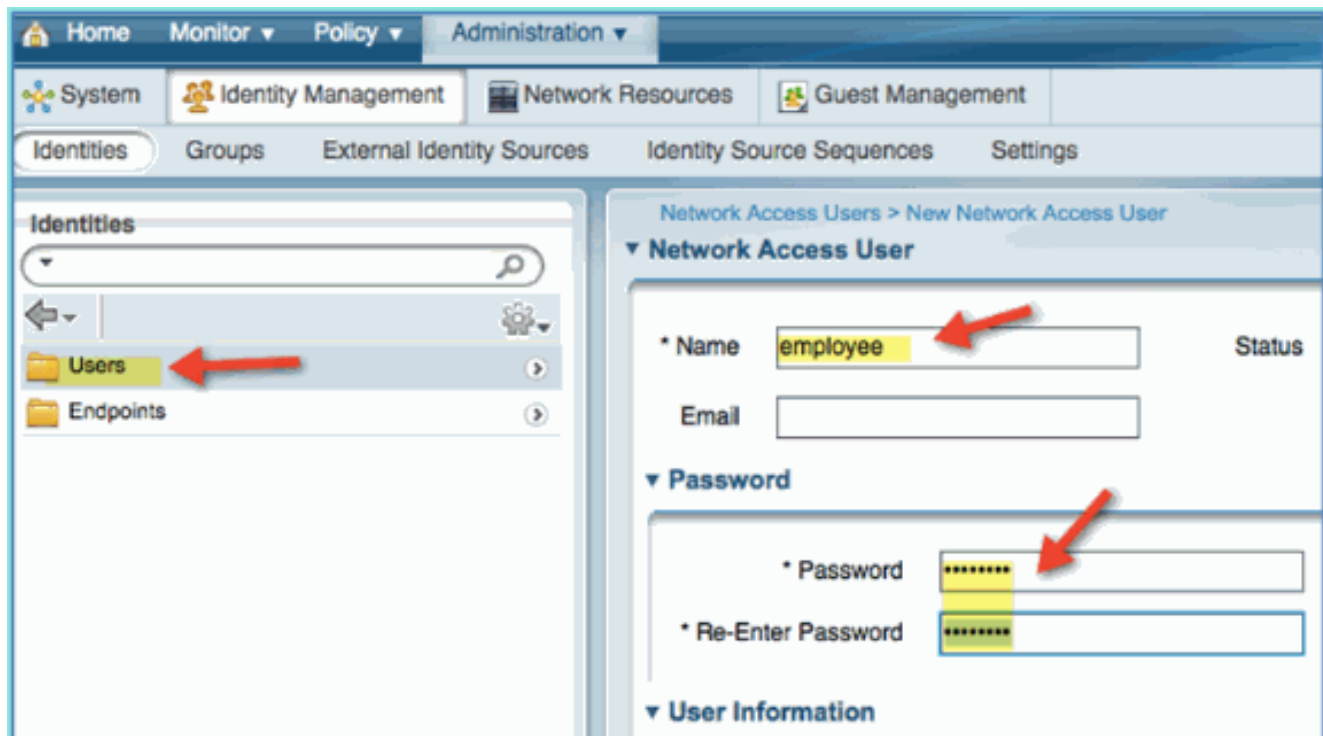 Home Monitor Policy Administration
System Identity Management Network Resources Guest Management
Identities Groups External Identity Sources Identity Source Sequences Settings
Identities
Users
Endpoints
Network Access Users > New Network Access User
Network Access User
* Name employee Status
Email
Password
* Password ••••••••
* Re-Enter Password ••••••••
User Information